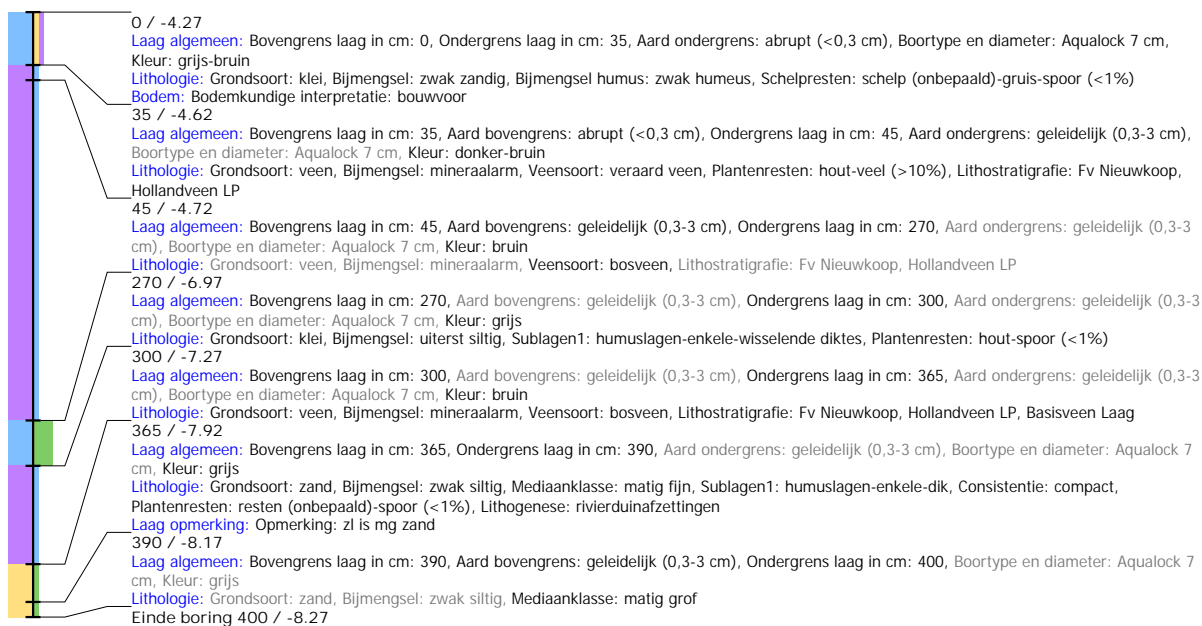 0 / -4.27
Laag algemeen: Bovengrens laag in cm: 0, Ondergrens laag in cm: 35, Aard ondergrens: abrupt (<0,3 cm), Boortype en diameter: Aqualock 7 cm,
Kleur: grijs-bruin
Lithologie: Grondsoort: klei, Bijmengsel: zwak zandig, Bijmengsel humus: zwak humeus, Schelpresten: schelp (onbepaald)-gruis-spoor (<1%)
Bodem: Bodemkundige interpretatie: bouwvoor
35 / -4.62
Laag algemeen: Bovengrens laag in cm: 35, Aard bovengrens: abrupt (<0,3 cm), Ondergrens laag in cm: 45, Aard ondergrens: geleidelijk (0,3-3 cm),
Boortype en diameter: Aqualock 7 cm, Kleur: donker-bruin
Lithologie: Grondsoort: veen, Bijmengsel: mineraalarm, Veensoort: veraard veen, Plantenresten: hout-veel (>10%), Lithostratigrafie: Fv Nieuwkoop,
Hollandveen LP
45 / -4.72
Laag algemeen: Bovengrens laag in cm: 45, Aard bovengrens: geleidelijk (0,3-3 cm), Ondergrens laag in cm: 270, Aard ondergrens: geleidelijk (0,3-3
cm), Boortype en diameter: Aqualock 7 cm, Kleur: bruin
Lithologie: Grondsoort: veen, Bijmengsel: mineraalarm, Veensoort: bosveen, Lithostratigrafie: Fv Nieuwkoop, Hollandveen LP
270 / -6.97
Laag algemeen: Bovengrens laag in cm: 270, Aard bovengrens: geleidelijk (0,3-3 cm), Ondergrens laag in cm: 300, Aard ondergrens: geleidelijk (0,3-3
cm), Boortype en diameter: Aqualock 7 cm, Kleur: grijs
Lithologie: Grondsoort: klei, Bijmengsel: uiterst siltig, Sublagen1: humuslagen-enkele-wisselende diktes, Plantenresten: hout-spoor (<1%)
300 / -7.27
Laag algemeen: Bovengrens laag in cm: 300, Aard bovengrens: geleidelijk (0,3-3 cm), Ondergrens laag in cm: 365, Aard ondergrens: geleidelijk (0,3-3
cm), Boortype en diameter: Aqualock 7 cm, Kleur: bruin
Lithologie: Grondsoort: veen, Bijmengsel: mineraalarm, Veensoort: bosveen, Lithostratigrafie: Fv Nieuwkoop, Hollandveen LP, Basisveen Laag
365 / -7.92
Laag algemeen: Bovengrens laag in cm: 365, Ondergrens laag in cm: 390, Aard ondergrens: geleidelijk (0,3-3 cm), Boortype en diameter: Aqualock 7
cm, Kleur: grijs
Lithologie: Grondsoort: zand, Bijmengsel: zwak siltig, Mediaanklasse: matig fijn, Sublagen1: humuslagen-enkele-dik, Consistentie: compact,
Plantenresten: resten (onbepaald)-spoor (<1%), Lithogenese: rivierduinafzettingen
Laag opmerking: Opmerking: zl is mg zand
390 / -8.17
Laag algemeen: Bovengrens laag in cm: 390, Aard bovengrens: geleidelijk (0,3-3 cm), Ondergrens laag in cm: 400, Boortype en diameter: Aqualock 7
cm, Kleur: grijs
Lithologie: Grondsoort: zand, Bijmengsel: zwak siltig, Mediaanklasse: matig grof
Einde boring 400 / -8.27